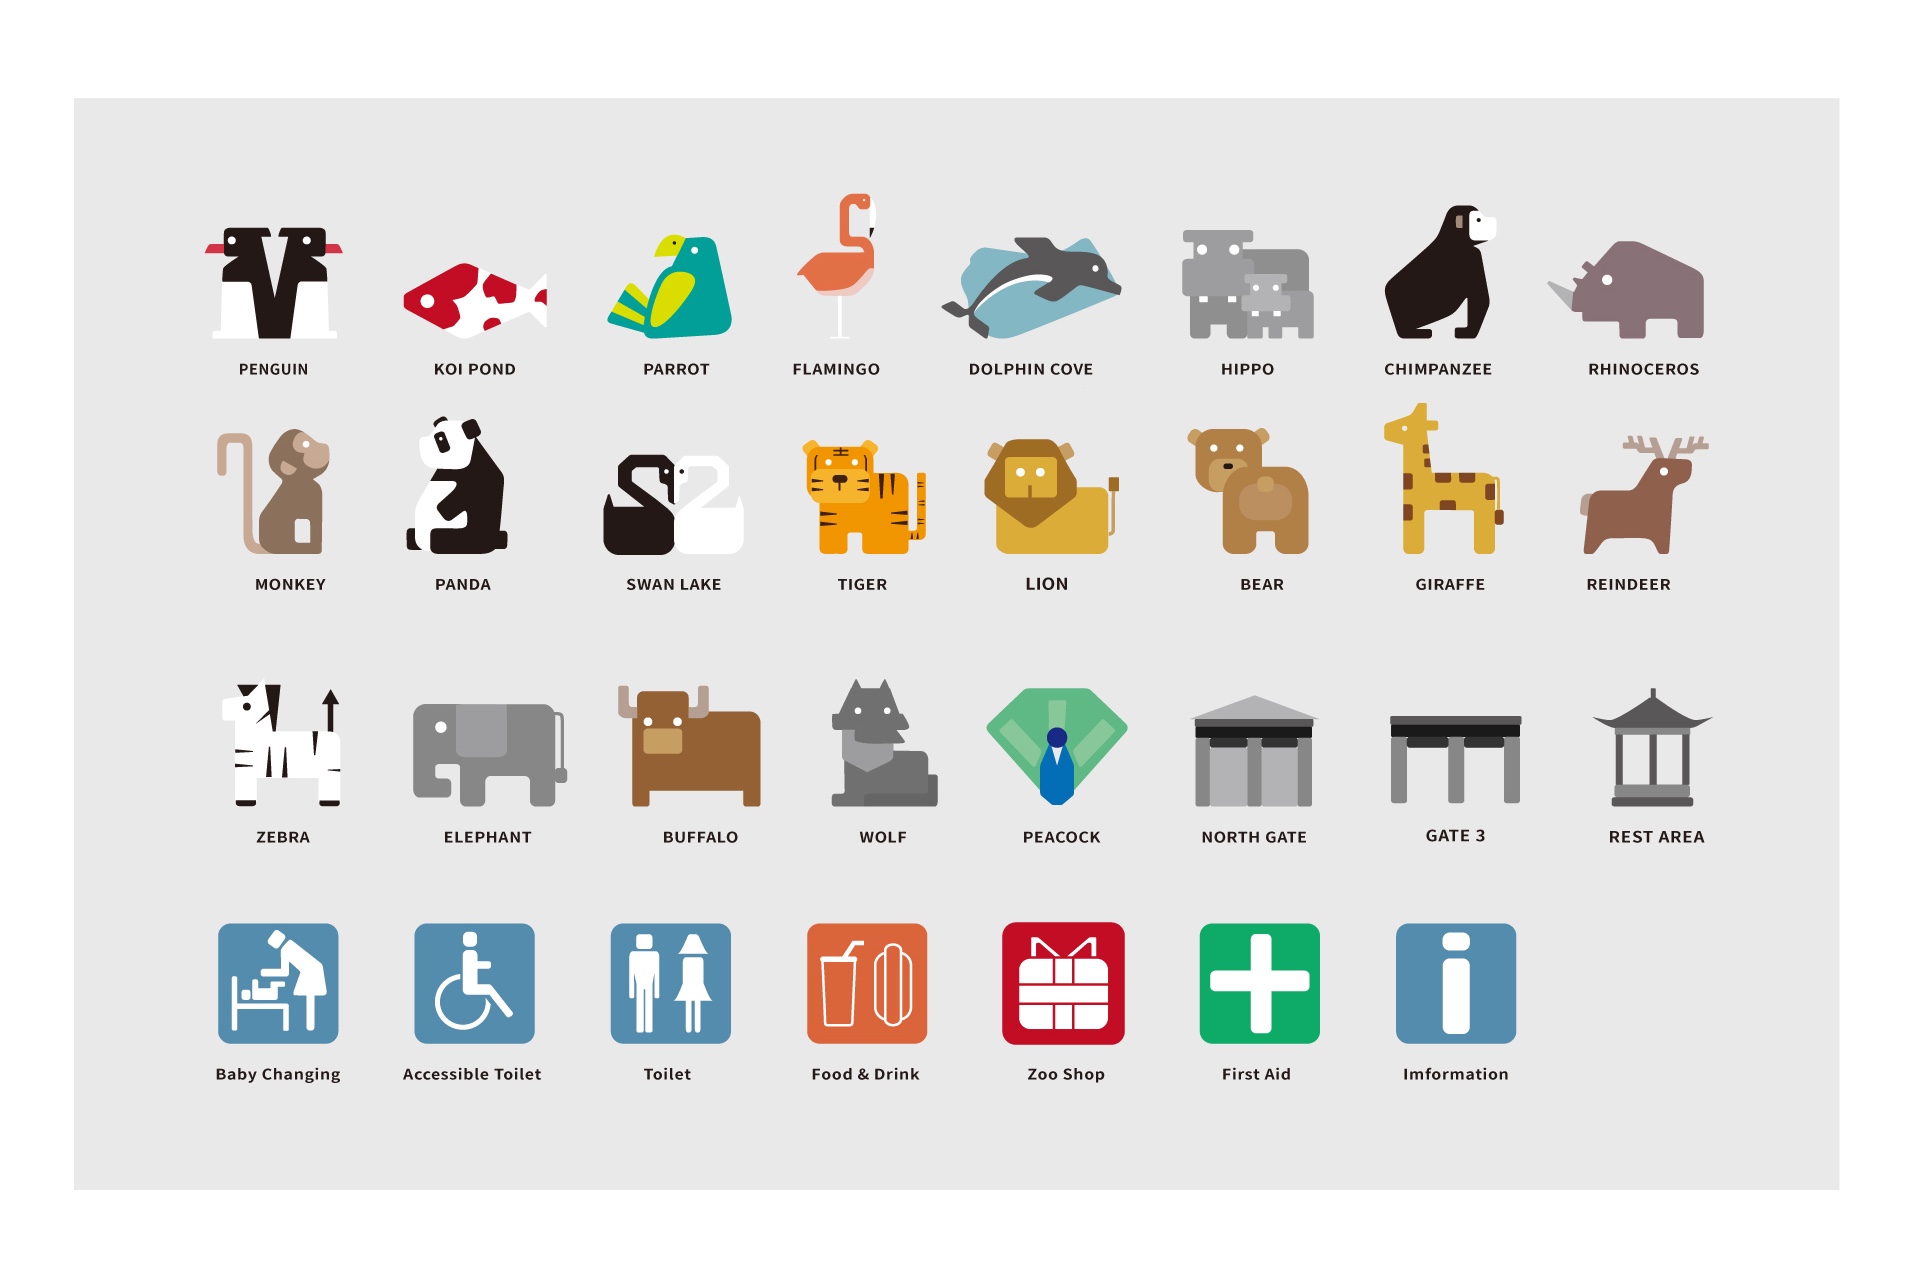 PENGUIN
KOI POND
PARROT
FLAMINGO
DOLPHIN COVE
HIPPO
CHIMPANZEE
RHINOCEROS
MONKEY
PANDA
SWAN LAKE
TIGER
LION
BEAR
GIRAFFE
REINDEER
ZEBRA
ELEPHANT
BUFFALO
WOLF
PEACOCK
NORTH GATE
GATE 3
REST AREA
Baby Changing
Accessible Toilet
Toilet
Food & Drink
Zoo Shop
First Aid
Imformation